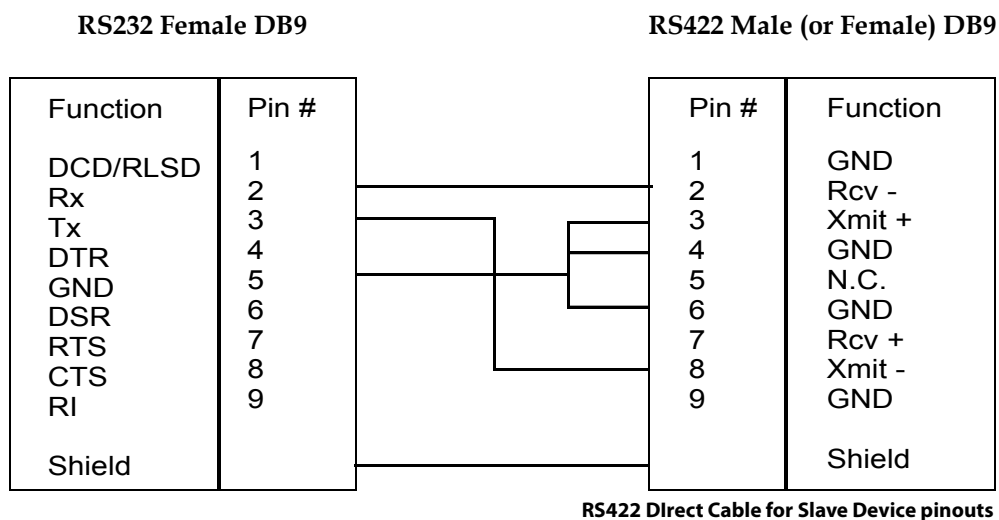 RS232 Female DB9 RS422 Male (or Female) DB9
Function Pin # Pin # Function
DCD/RLSD 1 1 GND
Rx 2 2 Rcv -
Tx 3 3 Xmit +
DTR 4 4 GND
GND 5 5 N.C.
DSR 6 6 GND
RTS 7 7 Rcv +
CTS 8 8 Xmit -
RI 9 9 GND
Shield Shield
RS422 DIrect Cable for Slave Device pinouts